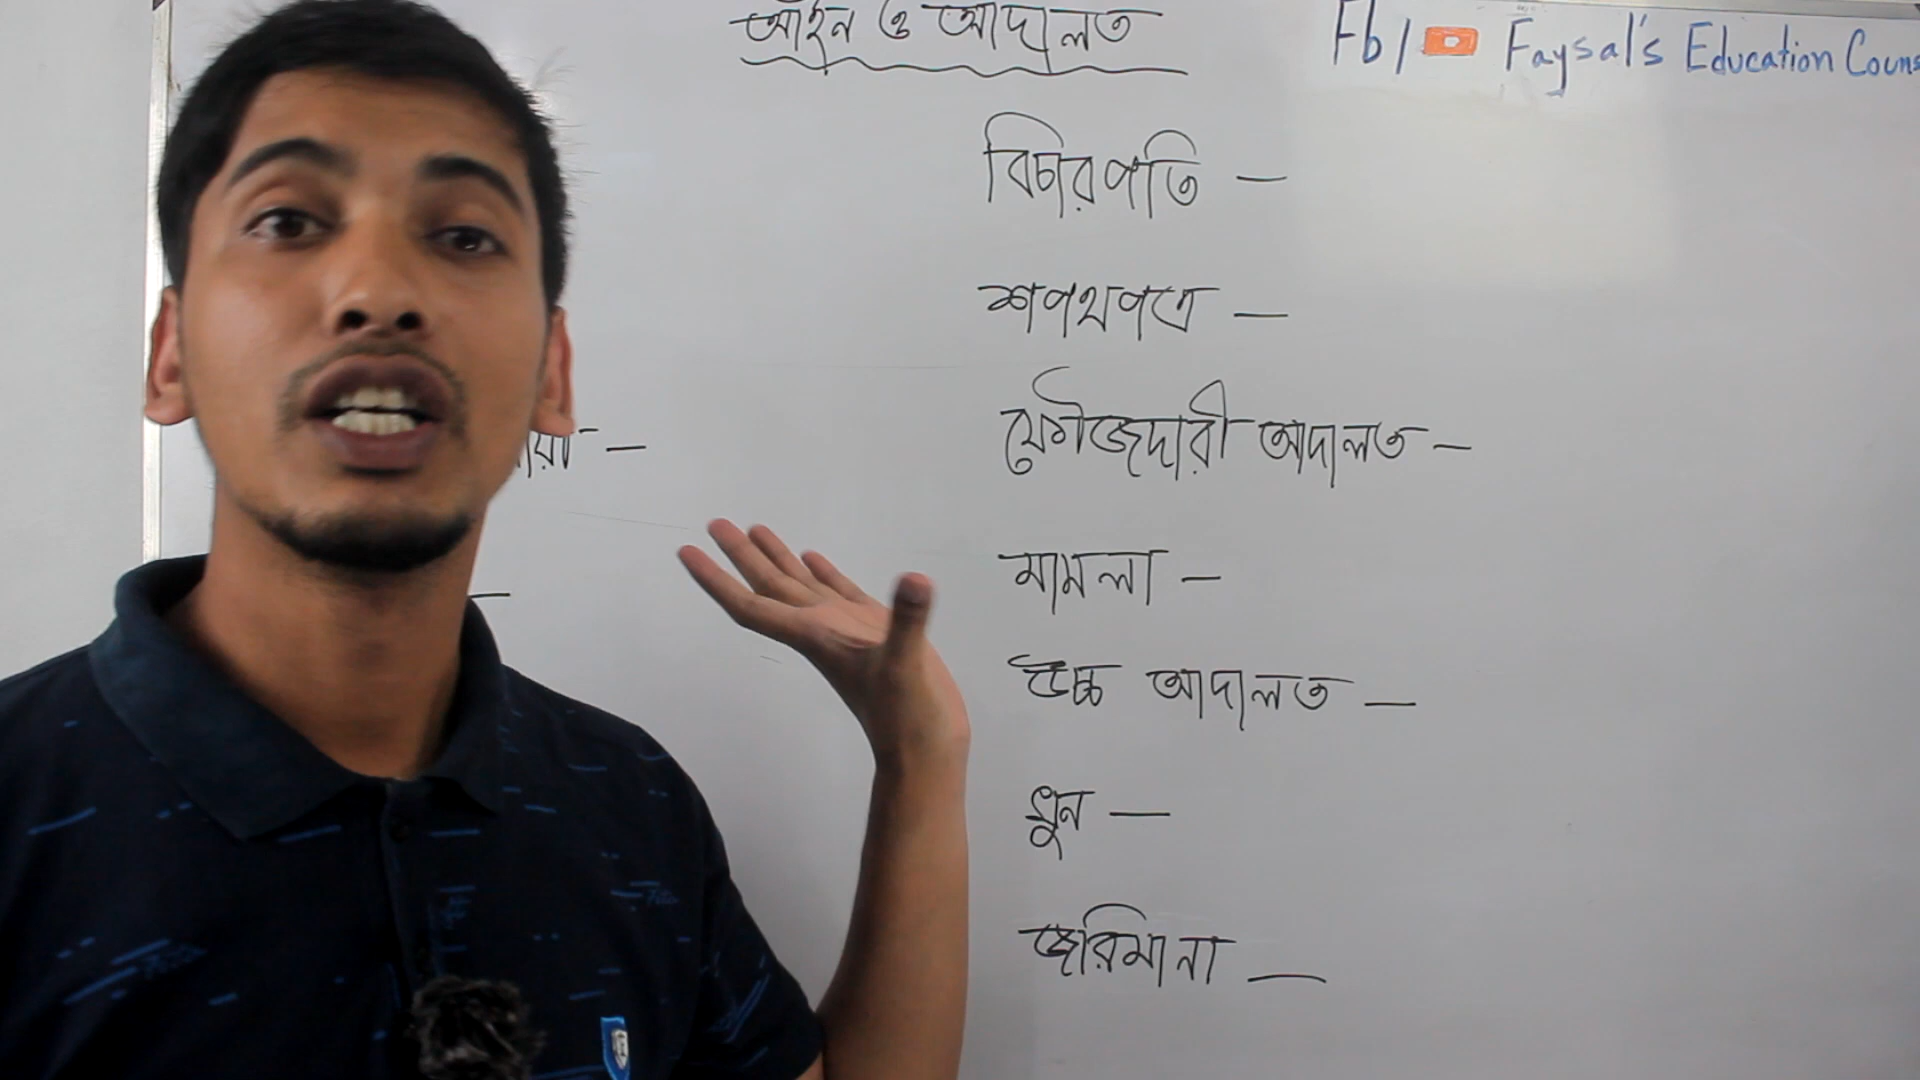 আইন ও আদালত
Fb / Faysal's Education Couns
বিচারপতি –
শপথপত্র –
ফৌজদারী আদালত –
মামলা –
উচ্চ আদালত –
খুন –
জরিমানা –